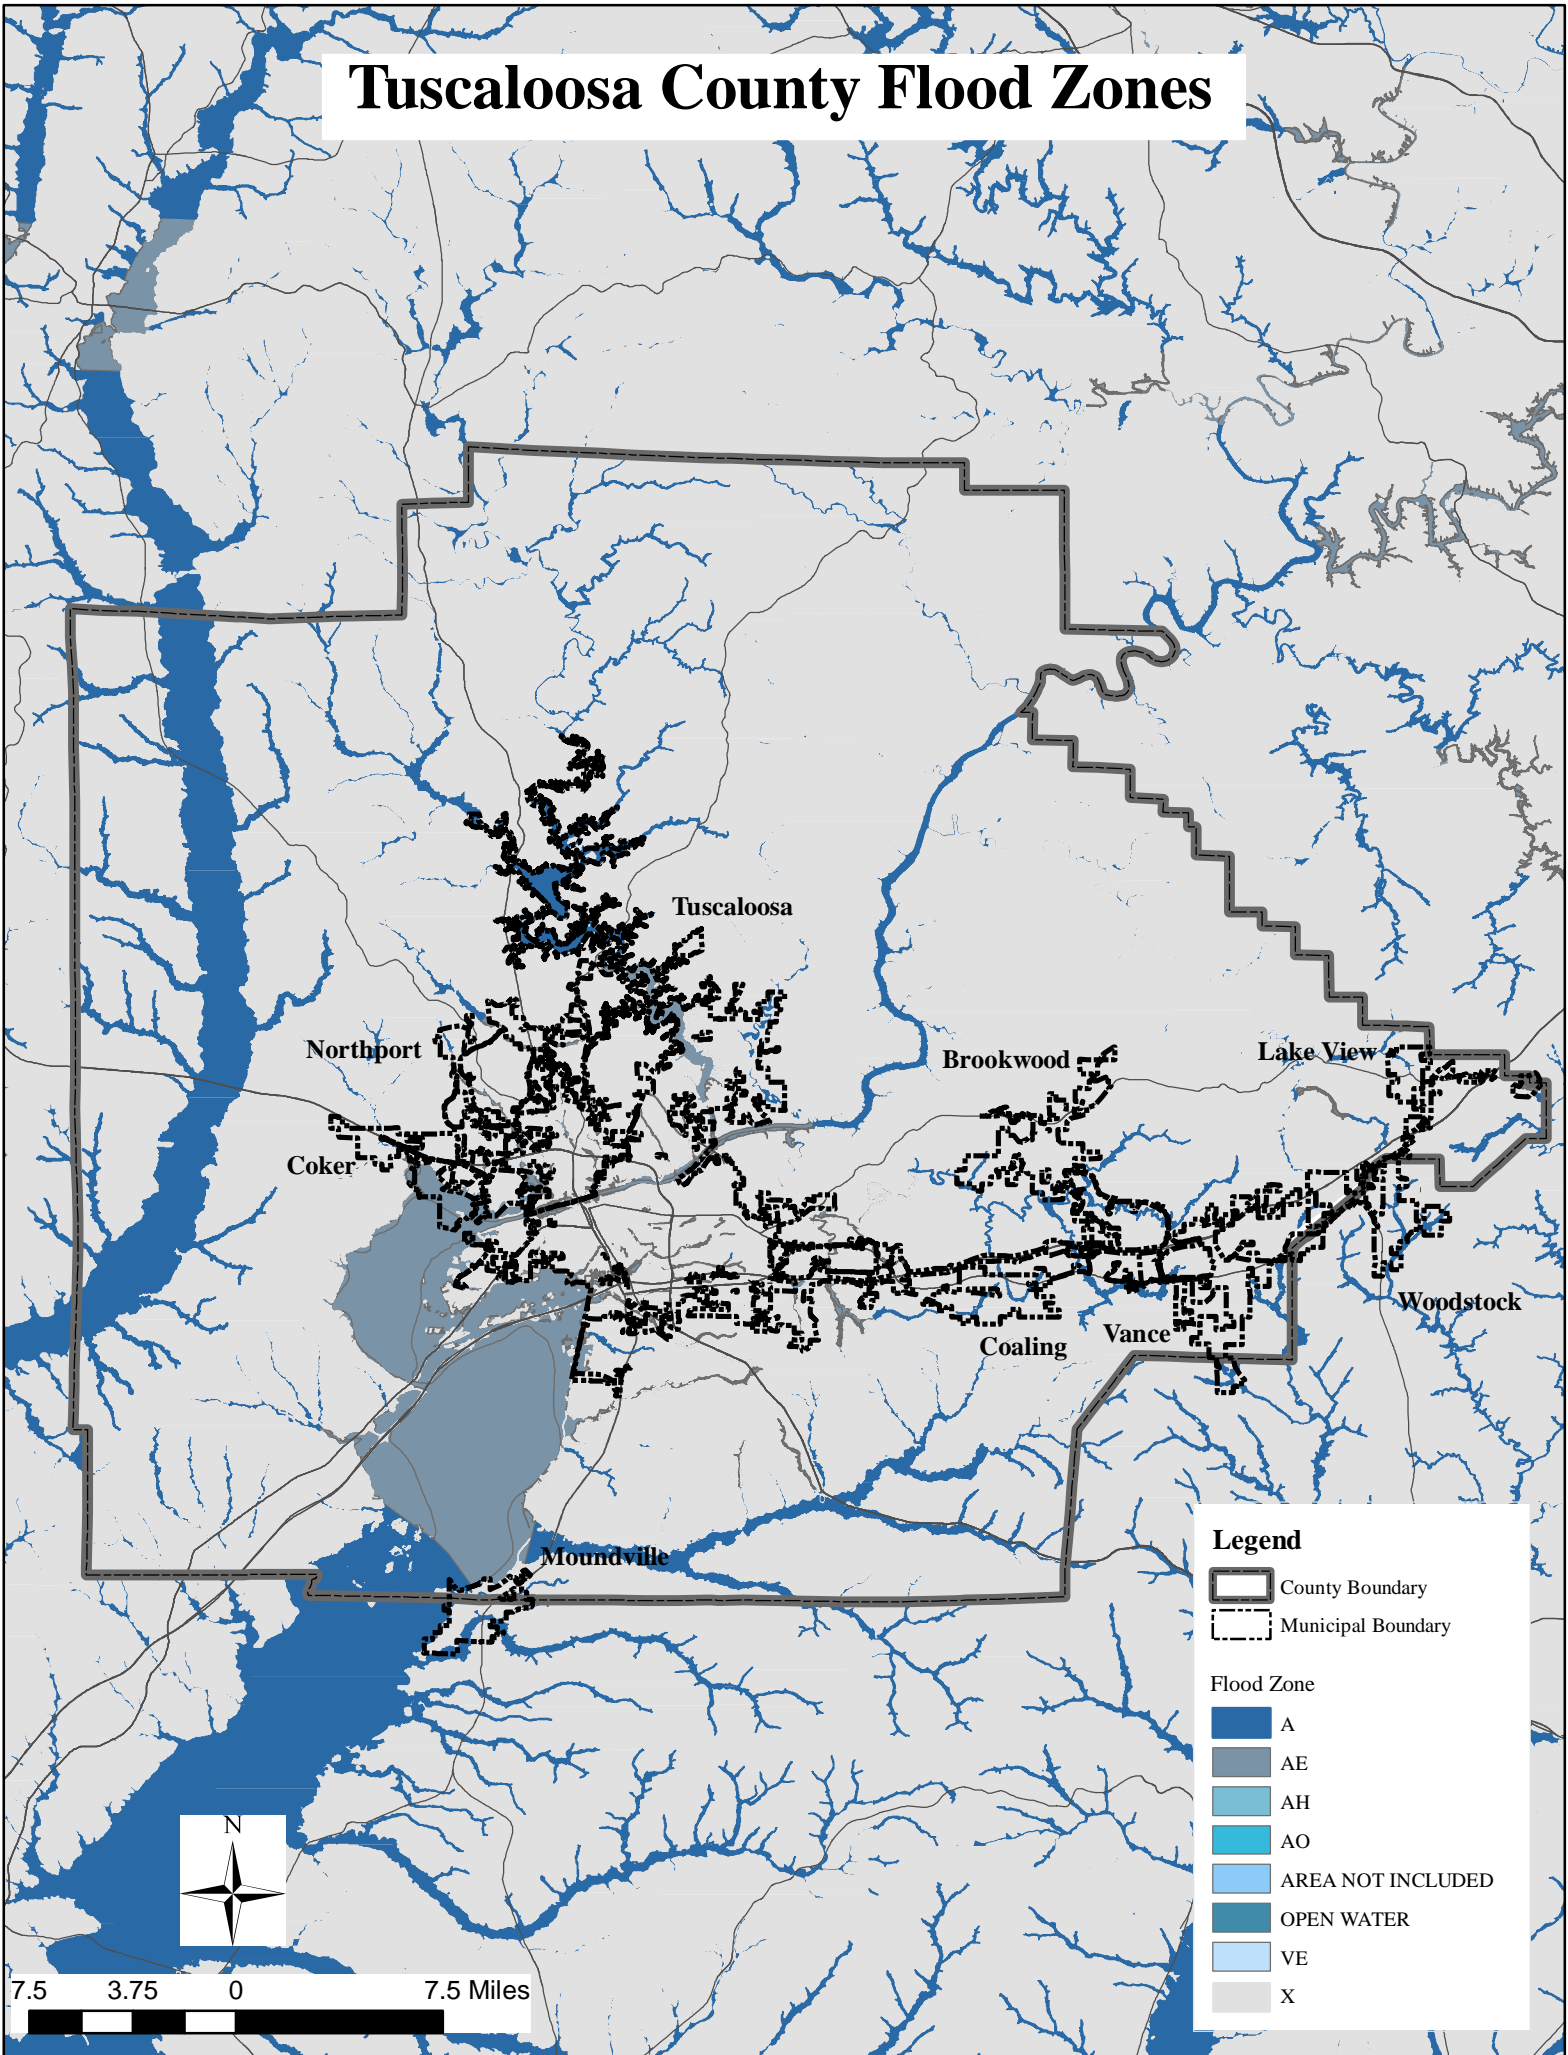 Tuscaloosa County Flood Zones
Tuscaloosa
Northport
Brookwood
Lake View
Coker
Woodstock
Vance
Coaling
Moundville
Legend
County Boundary
Municipal Boundary
Flood Zone
A
AE
AH
AO
AREA NOT INCLUDED
OPEN WATER
VE
X
N
7.5 3.75 0 7.5 Miles